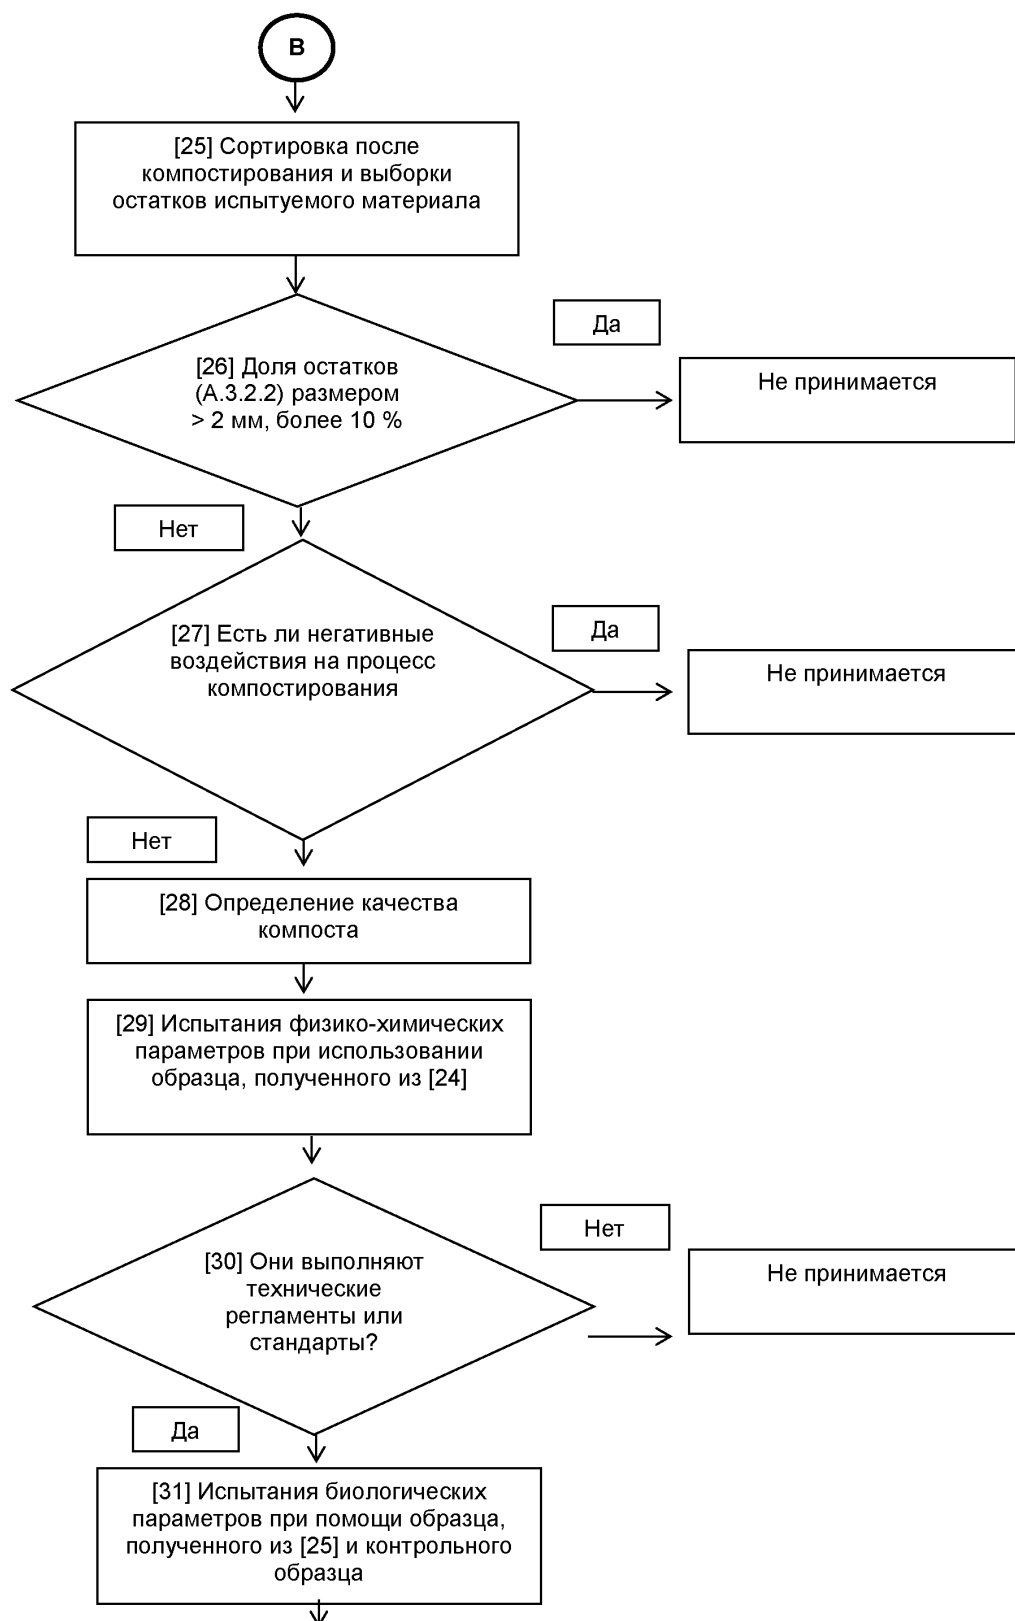 В
[25] Сортировка после
компостирования и выборки
остатков испытуемого материала
Да
[26] Доля остатков
(А.3.2.2) размером
> 2 мм, более 10 %
Не принимается
Нет
[27] Есть ли негативные
воздействия на процесс
компостирования
Да
Не принимается
Нет
[28] Определение качества
компоста
[29] Испытания физико-химических
параметров при использовании
образца, полученного из [24]
Нет
[30] Они выполняют
технические
регламенты или
стандарты?
Не принимается
Да
[31] Испытания биологических
параметров при помощи образца,
полученного из [25] и контрольного
образца